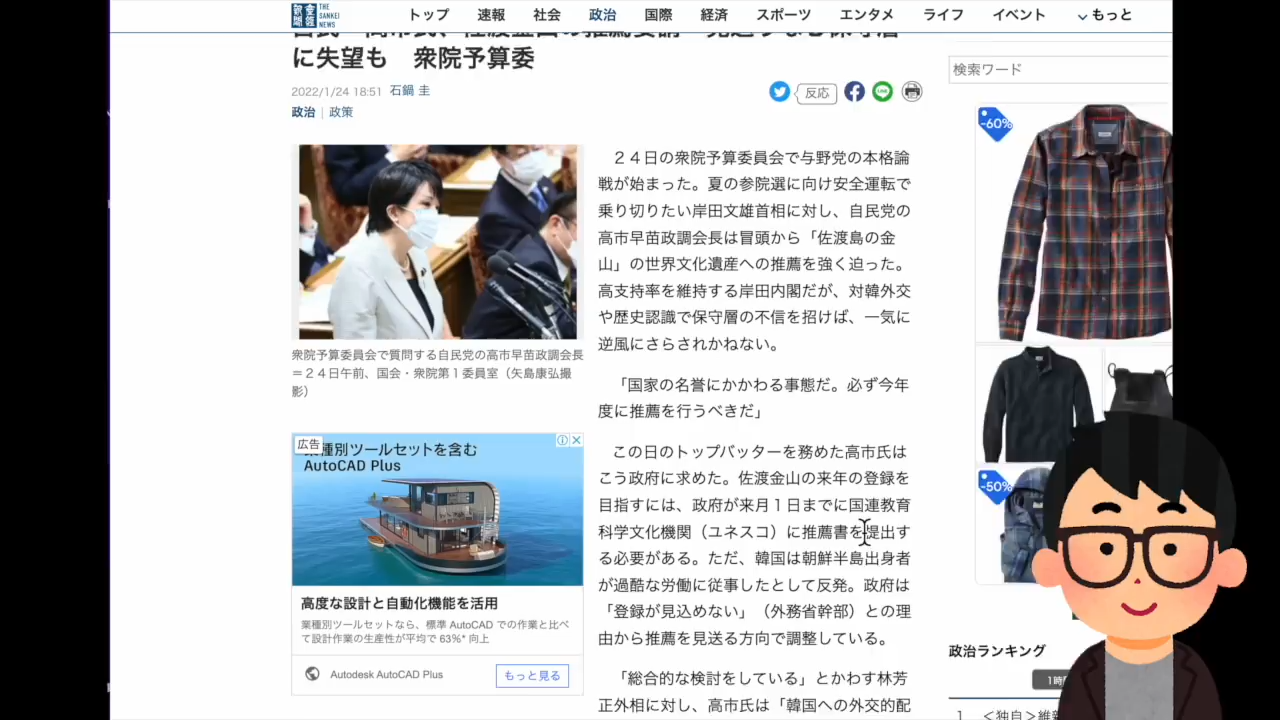 産経新聞
THE SANKEI NEWS
トップ 速報 社会 政治 国際 経済 スポーツ エンタメ ライフ イベント もっと
に失望も 衆院予算委
2022/1/24 18:51 石鍋 圭
政治 | 政策
反応
検索ワード
衆院予算委員会で質問する自民党の高市早苗政調会長
＝２４日午前、国会・衆院第１委員室（矢島康弘撮
影）
広告
業種別ツールセットを含む
AutoCAD Plus
高度な設計と自動化機能を活用
業種別ツールセットなら、標準 AutoCAD での作業と比べ
て設計作業の生産性が平均で 63%* 向上
Autodesk AutoCAD Plus
もっと見る
２４日の衆院予算委員会で与野党の本格論
戦が始まった。夏の参院選に向け安全運転で
乗り切りたい岸田文雄首相に対し、自民党の
高市早苗政調会長は冒頭から「佐渡島の金
山」の世界文化遺産への推薦を強く迫った。
高支持率を維持する岸田内閣だが、対韓外交
や歴史認識で保守層の不信を招けば、一気に
逆風にさらされかねない。
「国家の名誉にかかわる事態だ。必ず今年
度に推薦を行うべきだ」
この日のトップバッターを務めた高市氏は
こう政府に求めた。佐渡金山の来年の登録を
目指すには、政府が来月１日までに国連教育
科学文化機関（ユネスコ）に推薦書を提出す
る必要がある。ただ、韓国は朝鮮半島出身者
が過酷な労働に従事したとして反発。政府は
「登録が見込めない」（外務省幹部）との理
由から推薦を見送る方向で調整している。
「総合的な検討をしている」とかわす林芳
正外相に対し、高市氏は「韓国への外交的配
-60%
-50%
政治ランキング
1時
1 ＜独自＞維新